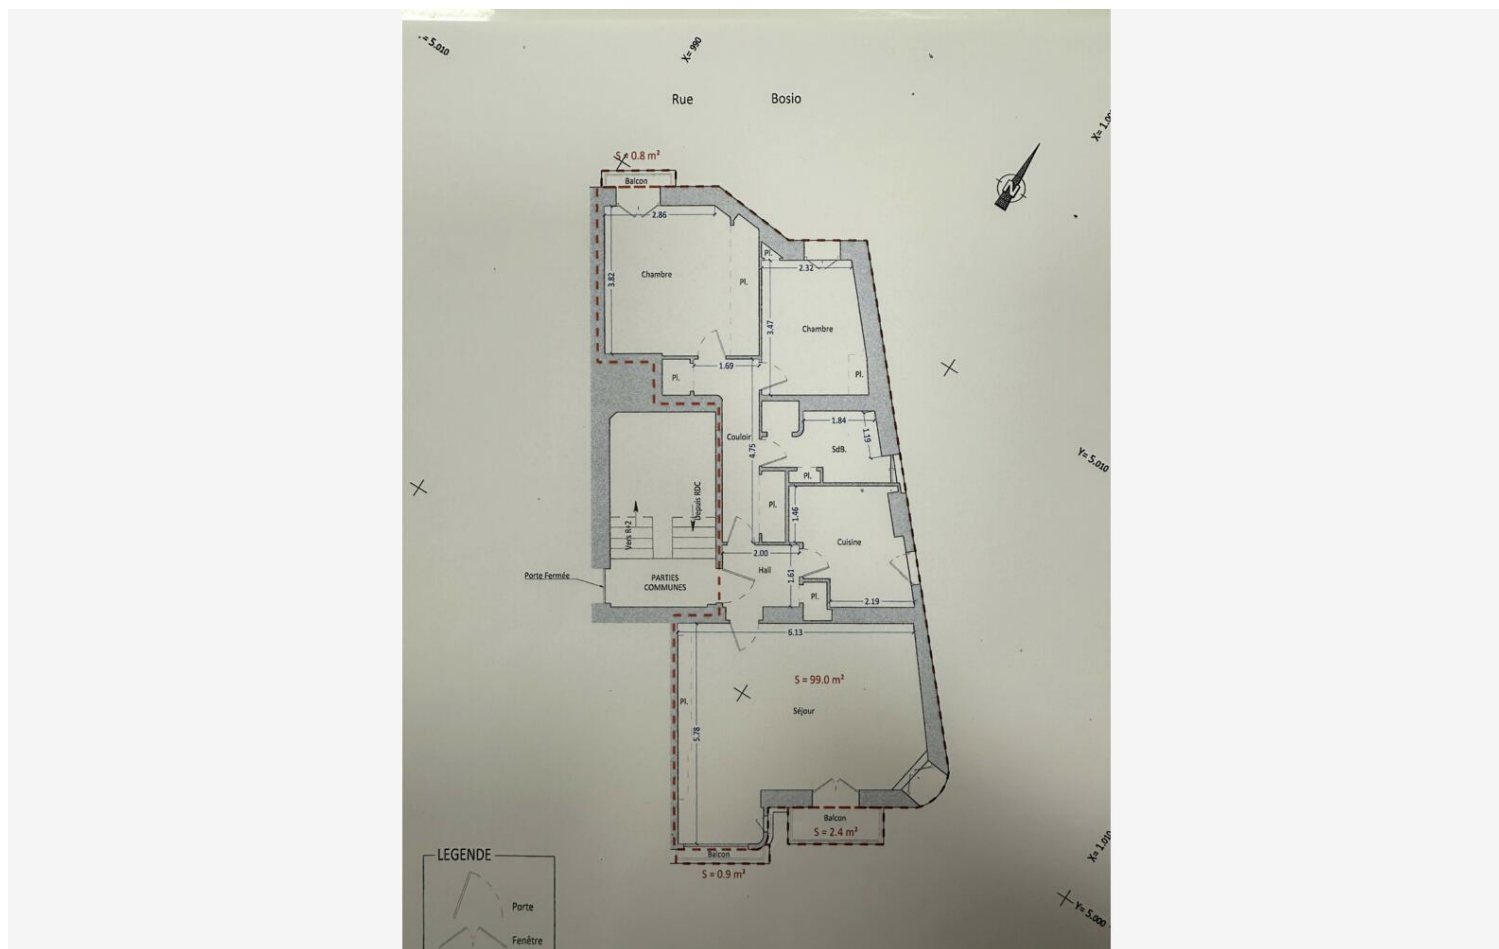 = 5.010
X= 990
Rue Bosio
S = 0.8 m²
Balcon
2.86
Pl.
2.32
N
3.82
Chambre
Pl.
Chambre
3.47
1.69
Pl.
Pl.
1.84
1.19
Couloir
4.75
SdB.
Pl.
Y= 5.010
Depuis RDC
Vers R+2
Pl.
1.46
Cuisine
2.00
Hall
1.61
Porte Fermée
PARTIES
COMMUNES
Pl.
2.19
6.13
S = 99.0 m²
Pl.
Séjour
5.78
Balcon
S = 2.4 m²
Balcon
S = 0.9 m²
LEGENDE
Porte
Fenêtre
X= 1.010
Y= 5.000